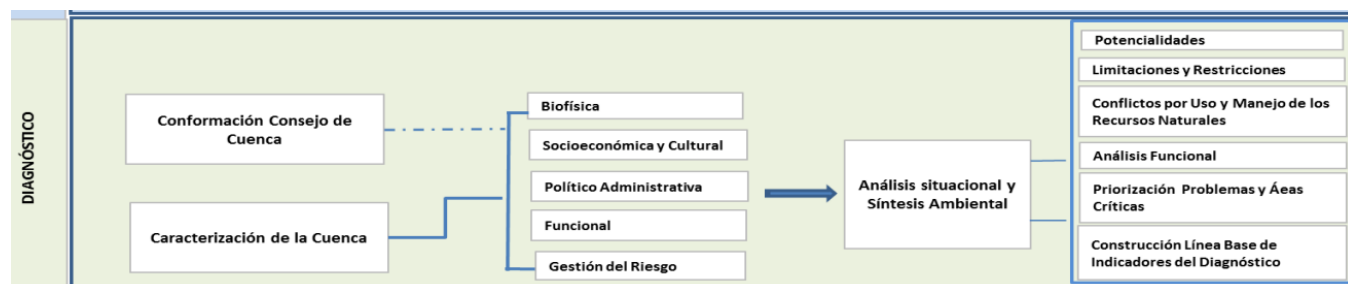 DIAGNÓSTICO
Conformación Consejo de
Cuenca
Caracterización de la Cuenca
Biofísica
Socioeconómica y Cultural
Político Administrativa
Funcional
Gestión del Riesgo
Análisis situacional y
Síntesis Ambiental
Potencialidades
Limitaciones y Restricciones
Conflictos por Uso y Manejo de los
Recursos Naturales
Análisis Funcional
Priorización Problemas y Áeas
Críticas
Construcción Línea Base de
Indicadores del Diagnóstico